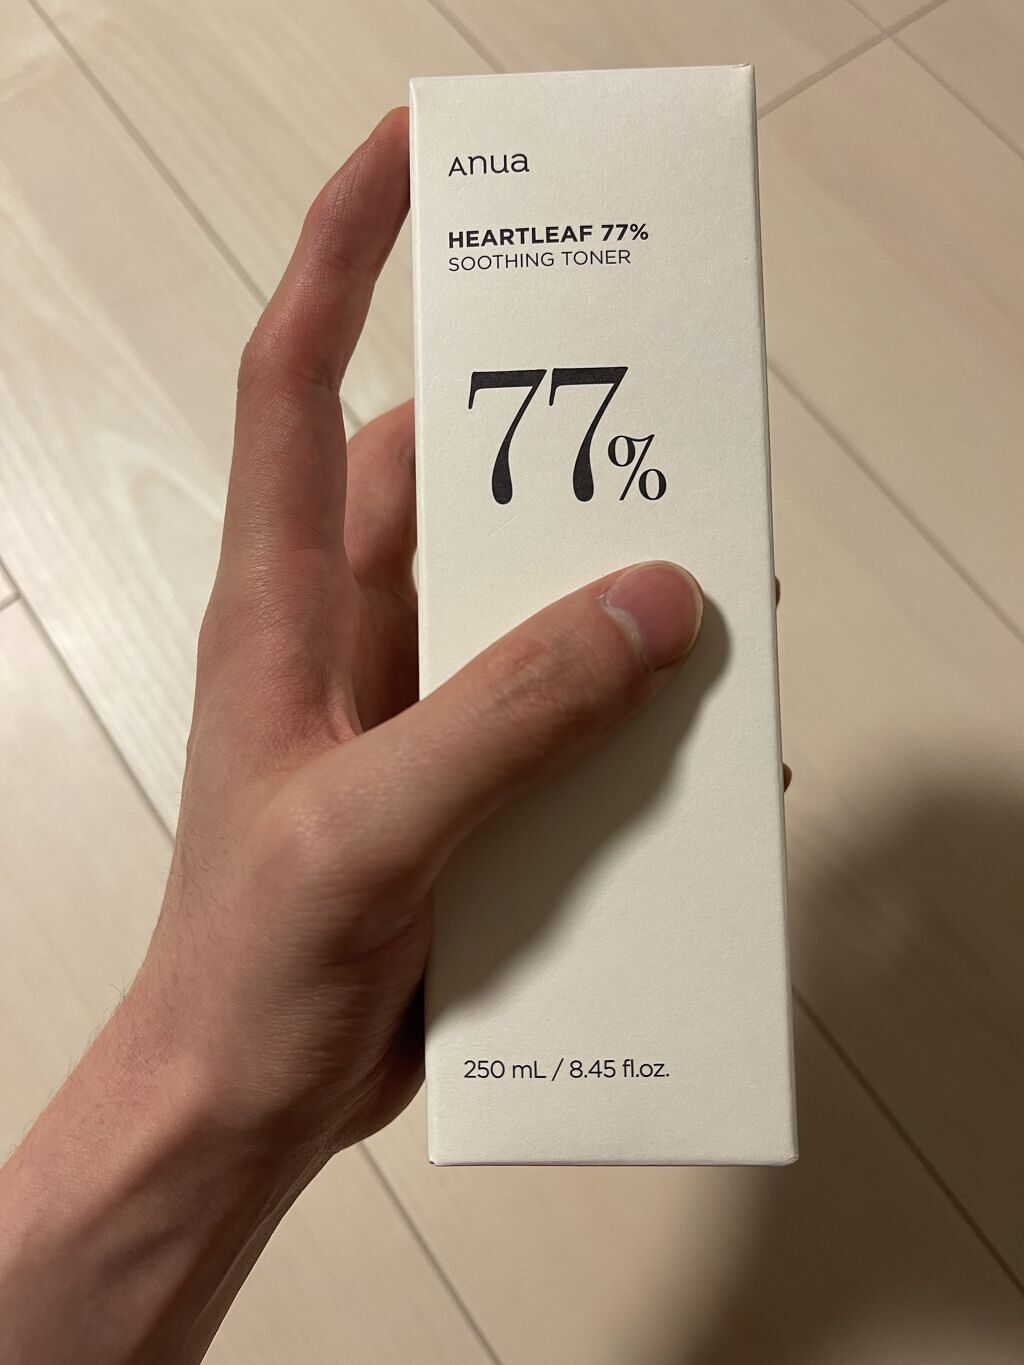 Anua
HEARTLEAF 77%
SOOTHING TONER
77%
250 mL / 8.45 fl.oz.